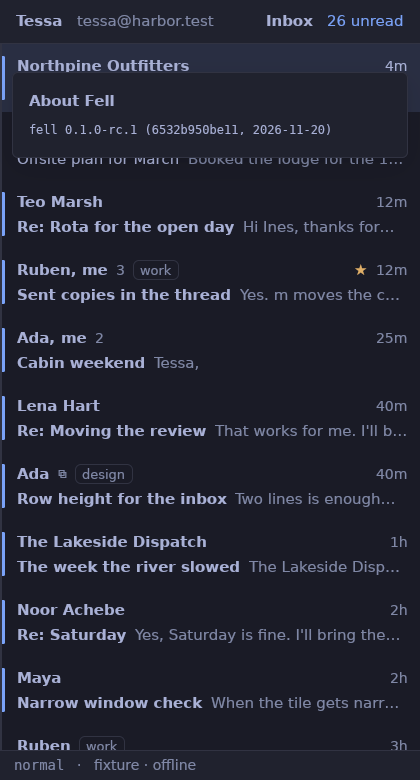 Tessa tessa@harbor.test Inbox 26 unread
Northpine Outfitters 4m
About Fell
fell 0.1.0-rc.1 (6532b950be11, 2026-11-20)
Offsite plan for March Booked the lodge for the 1…
Teo Marsh 12m
Re: Rota for the open day Hi Ines, thanks for…
Ruben, me 3 work ★ 12m
Sent copies in the thread Yes. m moves the c…
Ada, me 2 25m
Cabin weekend Tessa,
Lena Hart 40m
Re: Moving the review That works for me. I'll b…
Ada design 40m
Row height for the inbox Two lines is enough…
The Lakeside Dispatch 1h
The week the river slowed The Lakeside Disp…
Noor Achebe 2h
Re: Saturday Yes, Saturday is fine. I'll bring the…
Maya 2h
Narrow window check When the tile gets narr…
Ruben work 3h
normal · fixture · offline